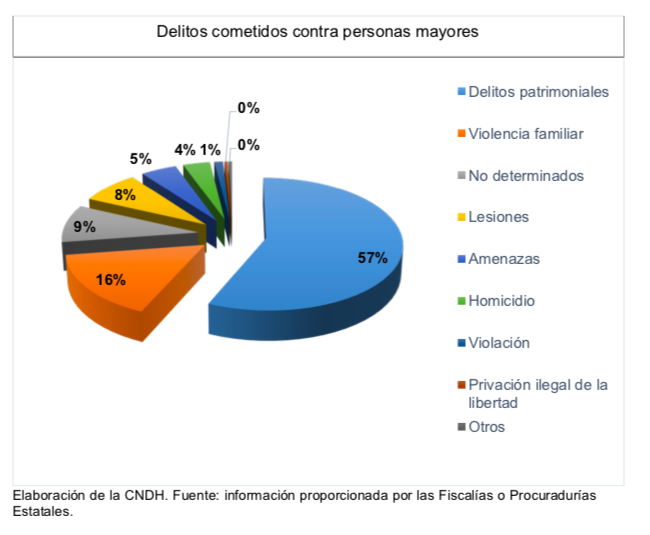 Delitos cometidos contra personas mayores
0%
4% 1%
0%
5%
8%
9%
57%
16%
Delitos patrimoniales
Violencia familiar
No determinados
Lesiones
Amenazas
Homicidio
Violación
Privación ilegal de la
libertad
Otros
Elaboración de la CNDH. Fuente: información proporcionada por las Fiscalías o Procuradurías
Estatales.